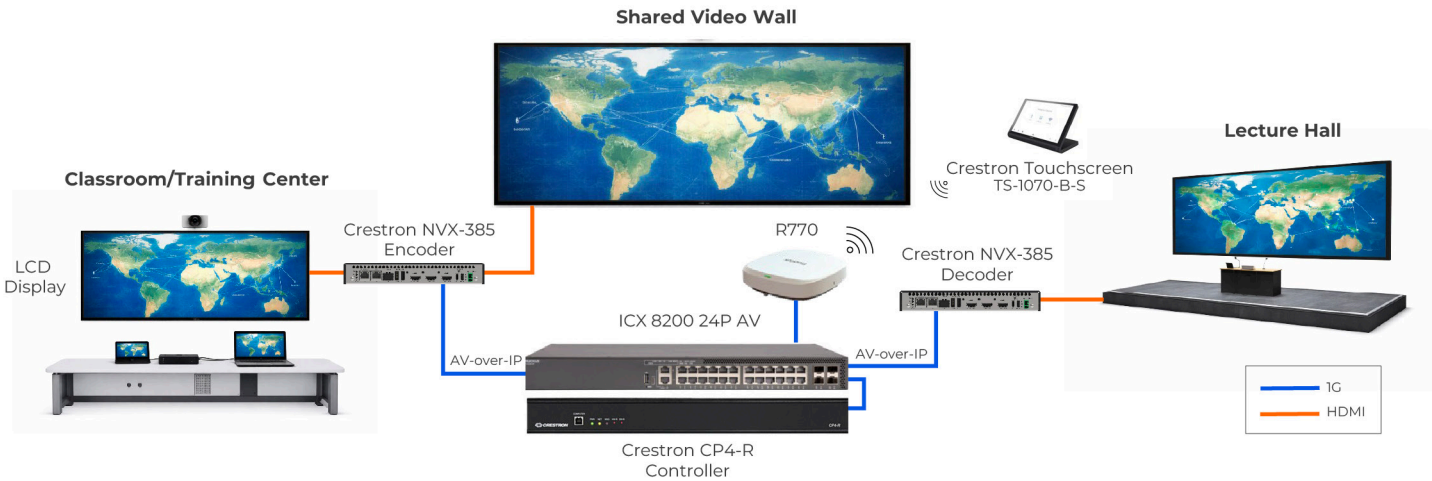 Shared Video Wall
Lecture Hall
Crestron Touchscreen
TS-1070-B-S
Classroom/Training Center
Crestron NVX-385
Encoder
R770
Crestron NVX-385
Decoder
LCD
Display
ICX 8200 24P AV
AV-over-IP
AV-over-IP
1G
HDMI
CRESTRON
CP4-R
Crestron CP4-R
Controller